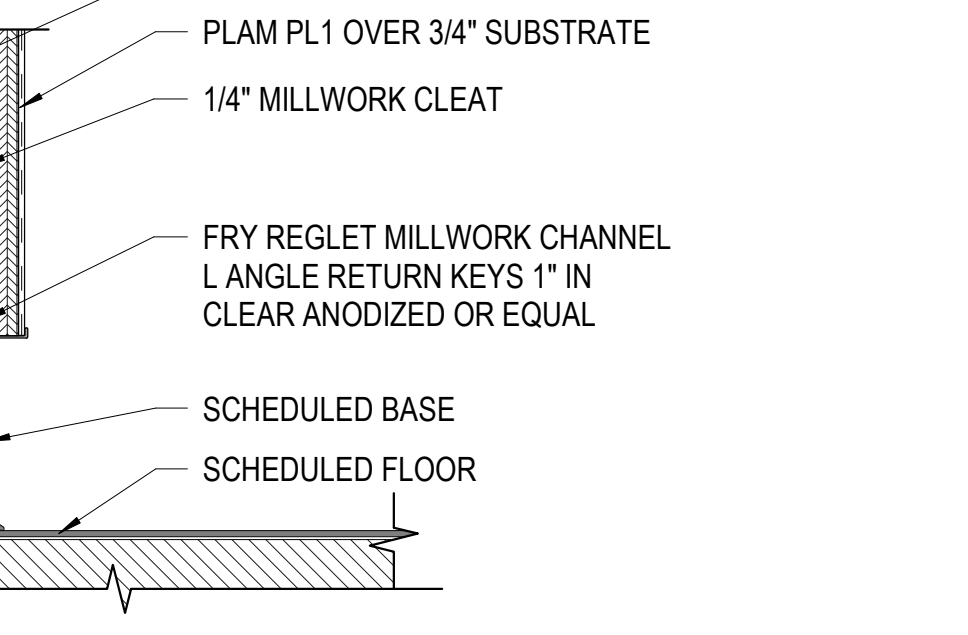 PLAM PL1 OVER 3/4" SUBSTRATE
1/4" MILLWORK CLEAT
FRY REGLET MILLWORK CHANNEL
L ANGLE RETURN KEYS 1" IN
CLEAR ANODIZED OR EQUAL
SCHEDULED BASE
SCHEDULED FLOOR